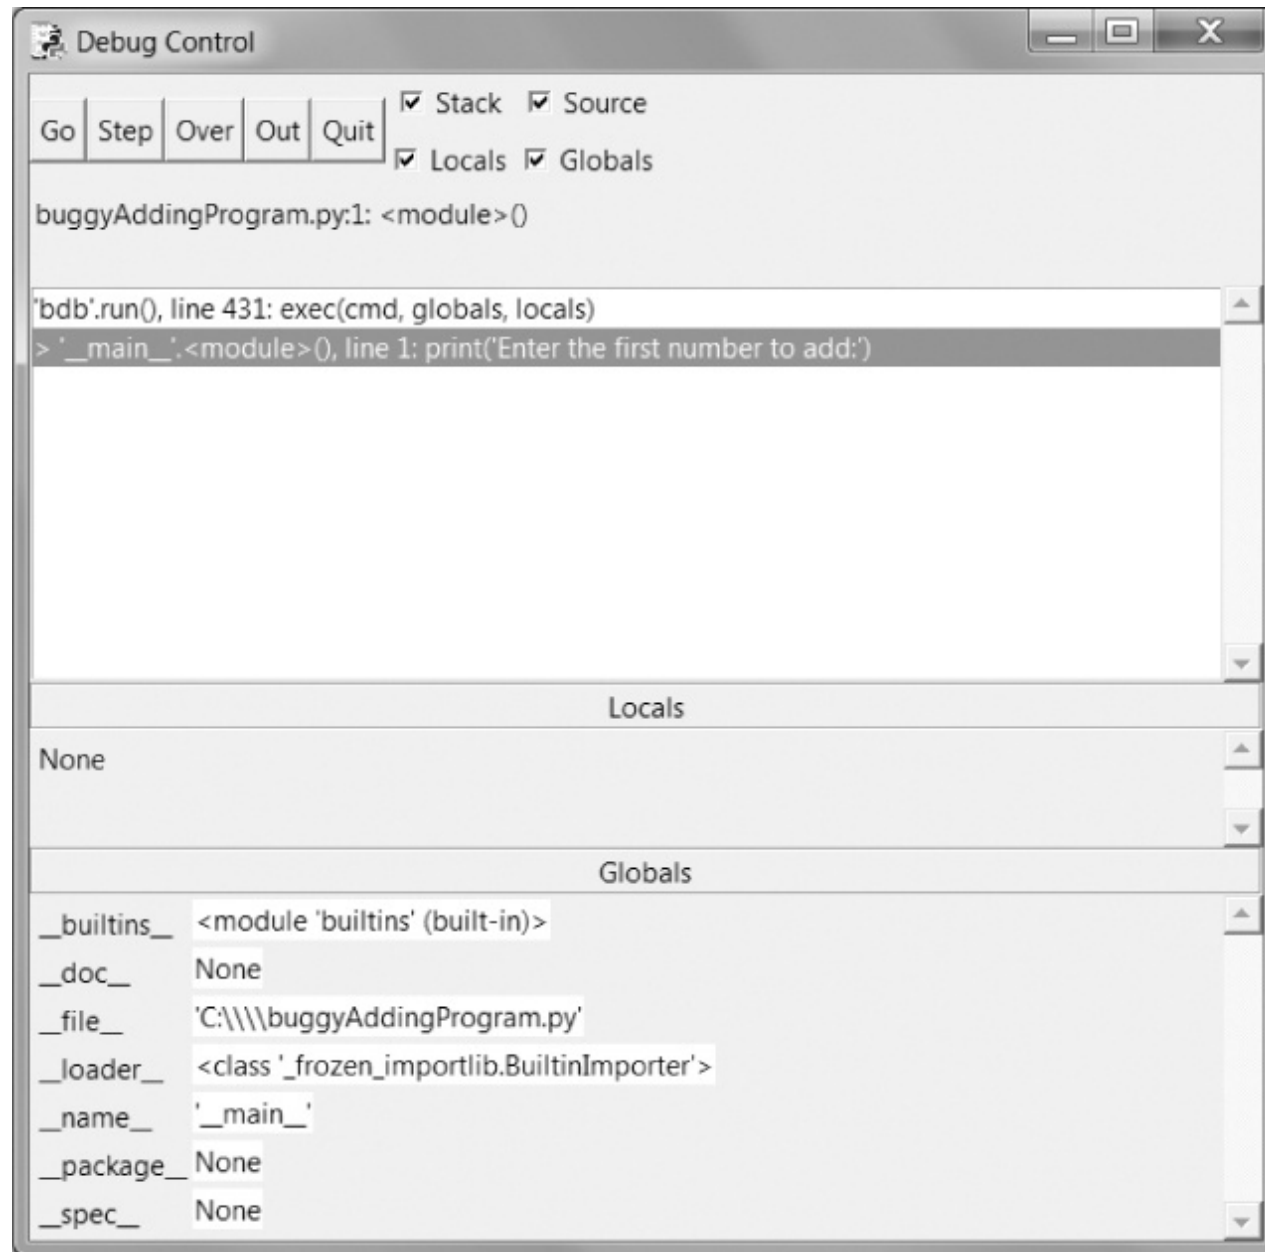 Debug Control
Go Step Over Out Quit Stack Source
Locals Globals
buggyAddingProgram.py:1: <module>()
'bdb'.run(), line 431: exec(cmd, globals, locals)
> '__main__'.<module>(), line 1: print('Enter the first number to add:')
Locals
None
Globals
__builtins__ <module 'builtins' (built-in)>
__doc__ None
__file__ 'C:\\\\buggyAddingProgram.py'
__loader__ <class '_frozen_importlib.BuiltinImporter'>
__name__ '__main__'
__package__ None
__spec__ None